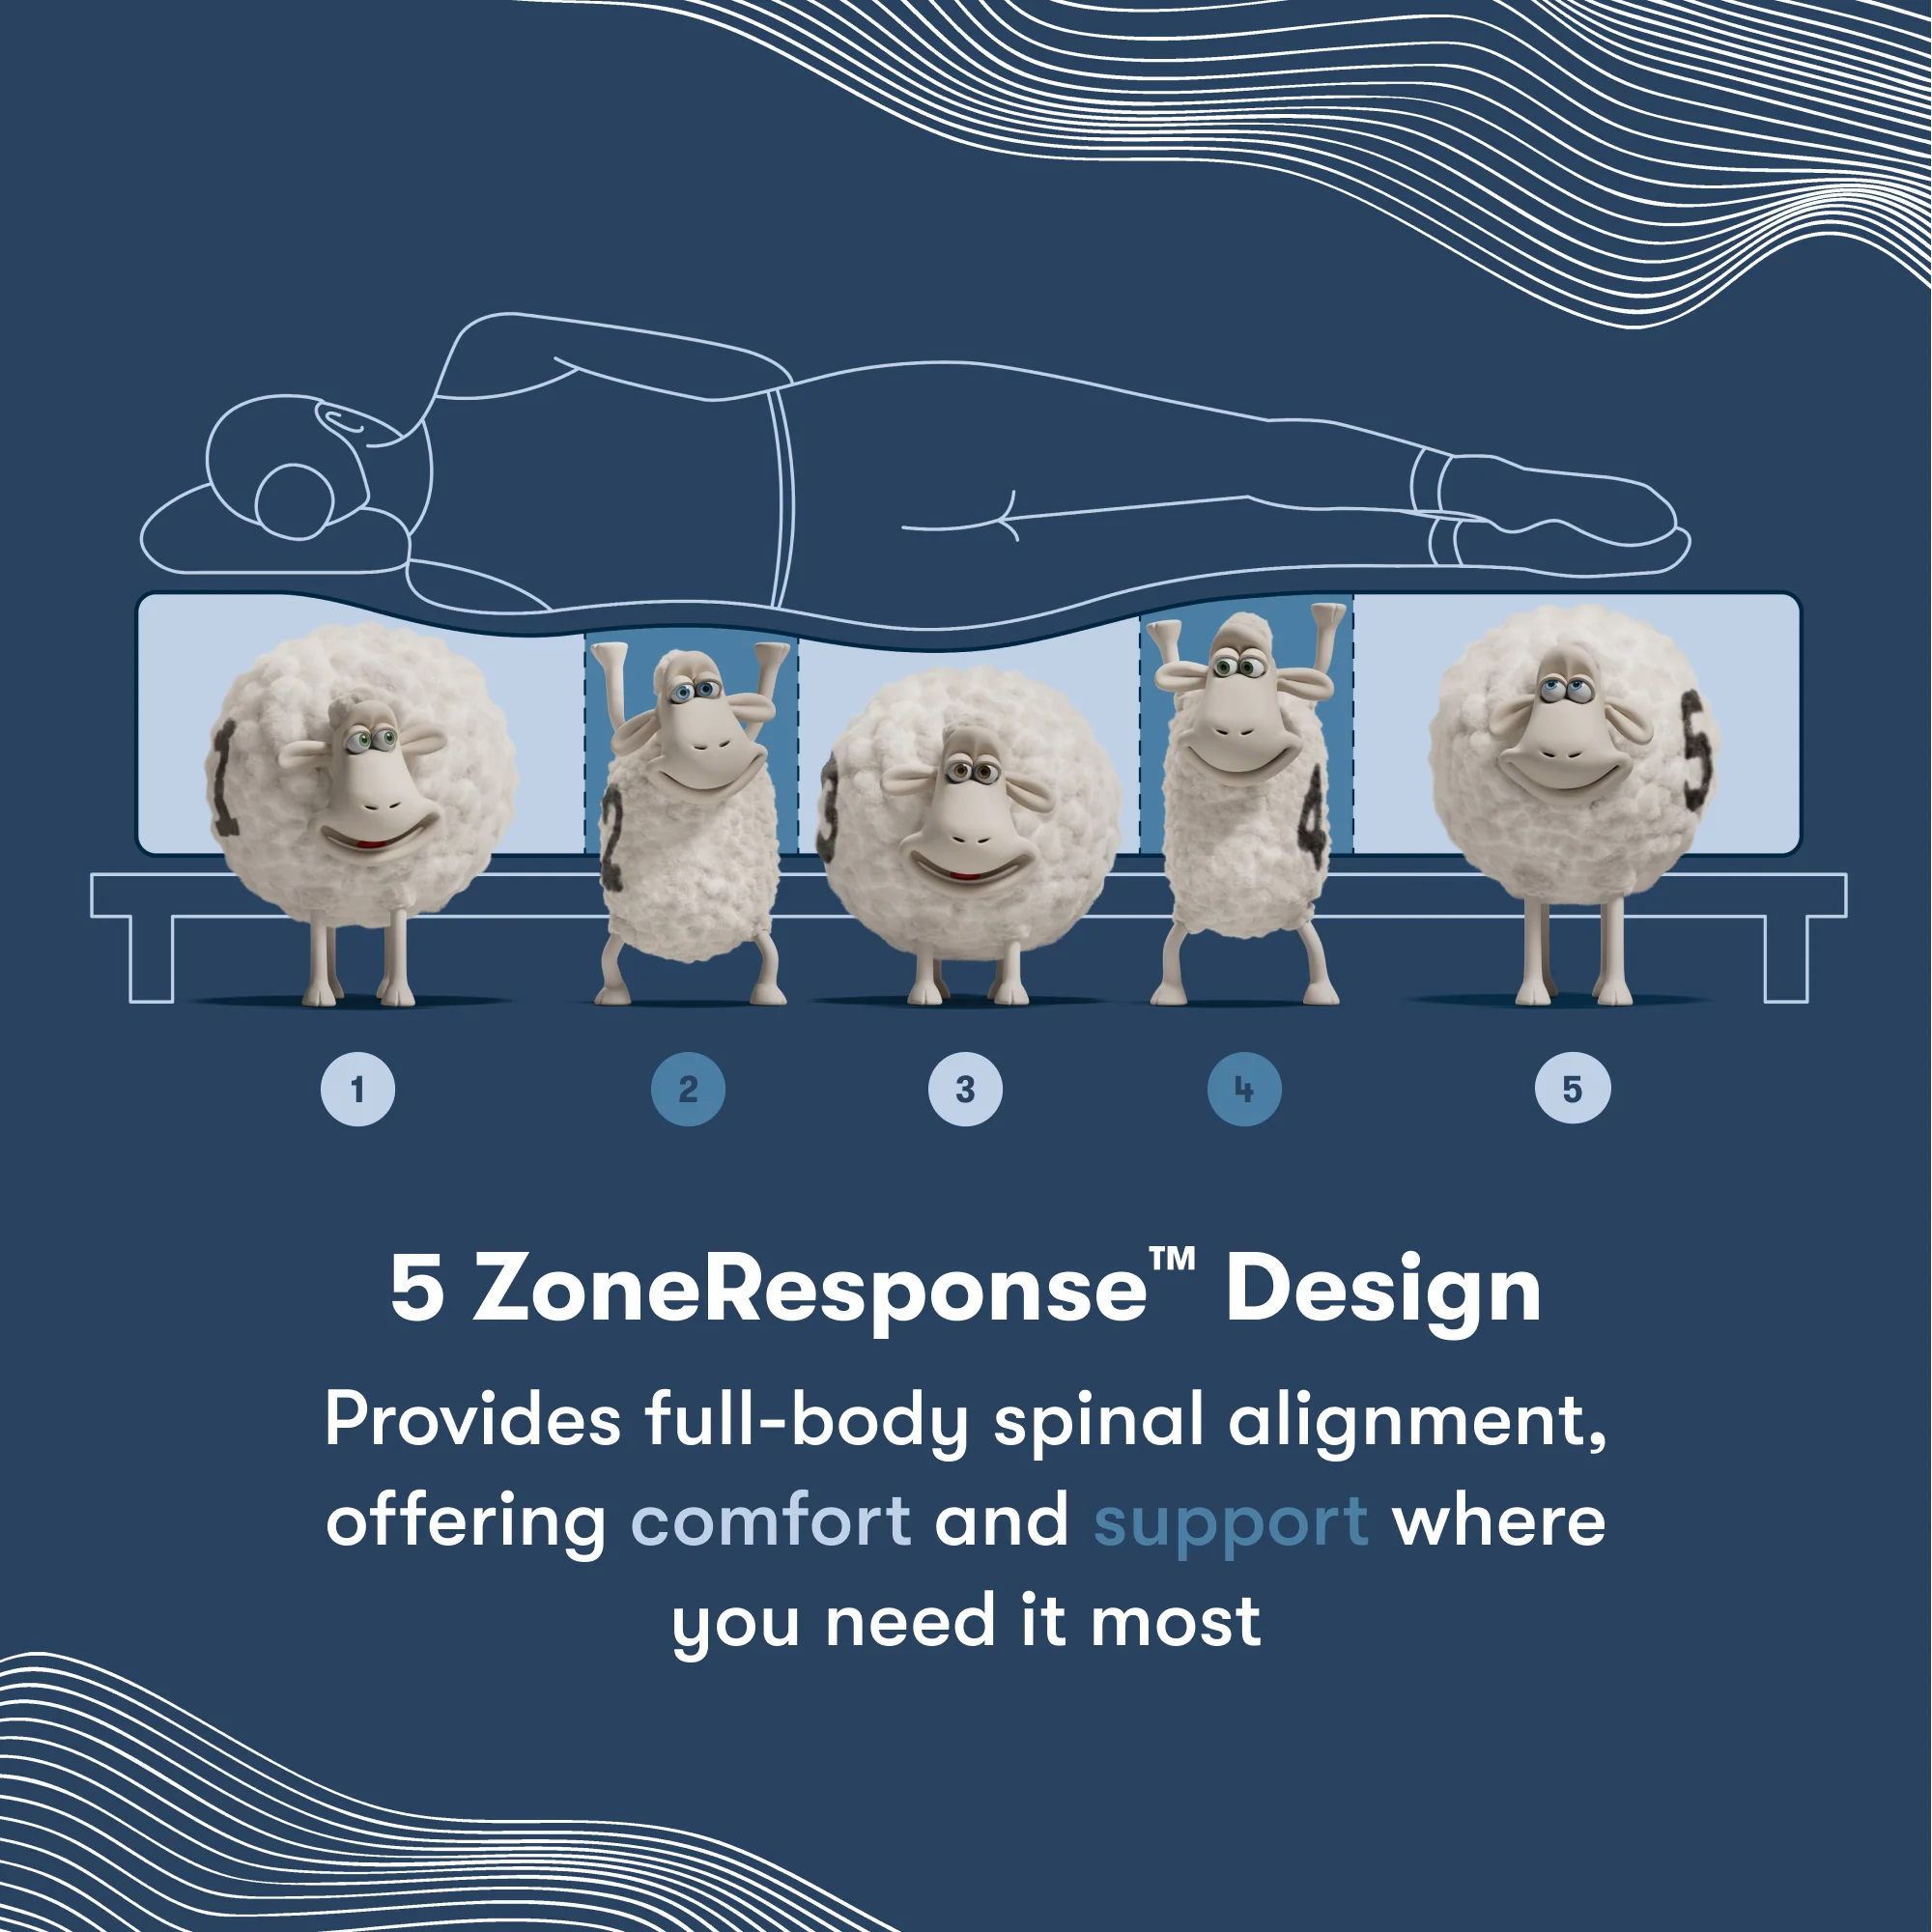 1 2 3 4 5
1 2 3 4 5
5 ZoneResponse™ Design
Provides full-body spinal alignment,
offering comfort and support where
you need it most